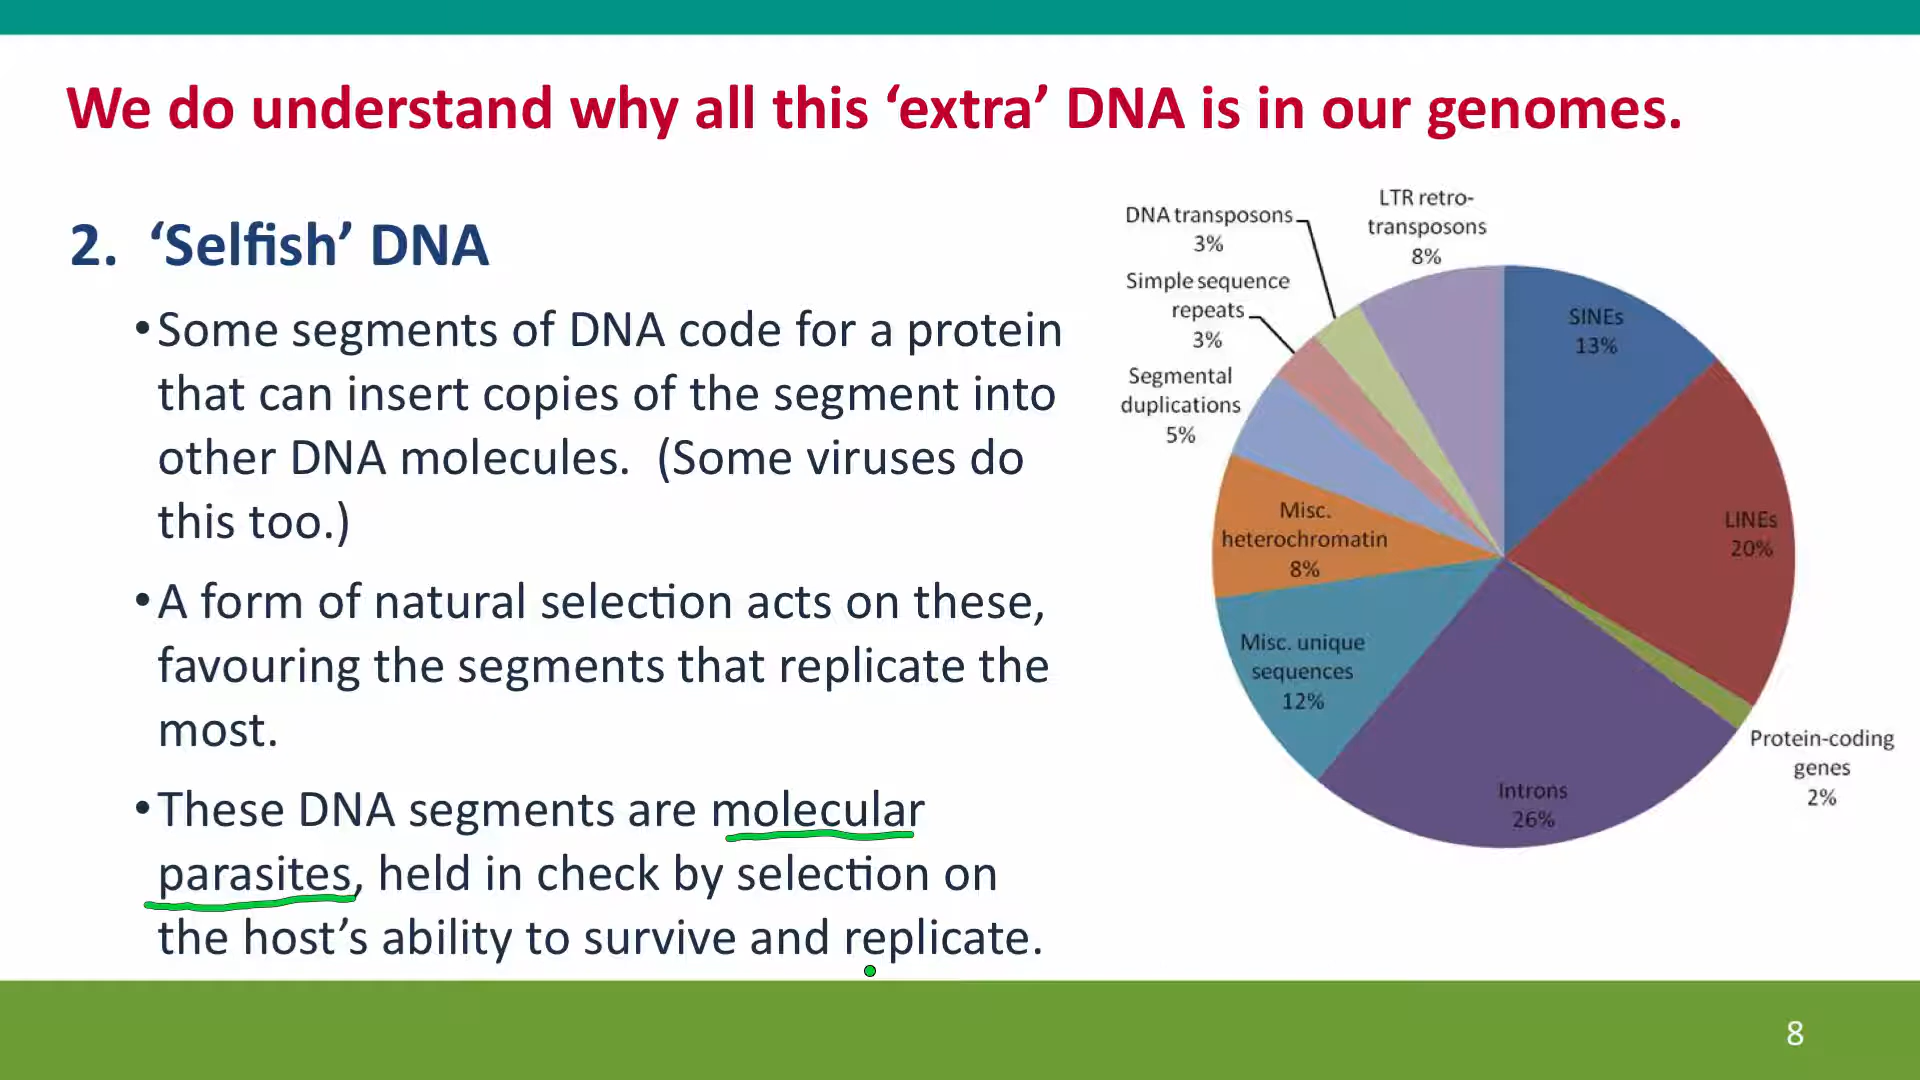 We do understand why all this ‘extra’ DNA is in our genomes.
2. ‘Selfish’ DNA
•Some segments of DNA code for a protein
that can insert copies of the segment into
other DNA molecules. (Some viruses do
this too.)
•A form of natural selection acts on these,
favouring the segments that replicate the
most.
•These DNA segments are molecular
parasites, held in check by selection on
the host’s ability to survive and replicate.
LTR retro-
transposons
8%
DNA transposons
3%
Simple sequence
repeats
3%
Segmental
duplications
5%
SINEs
13%
LINEs
20%
Misc.
heterochromatin
8%
Misc. unique
sequences
12%
Introns
26%
Protein-coding
genes
2%
8